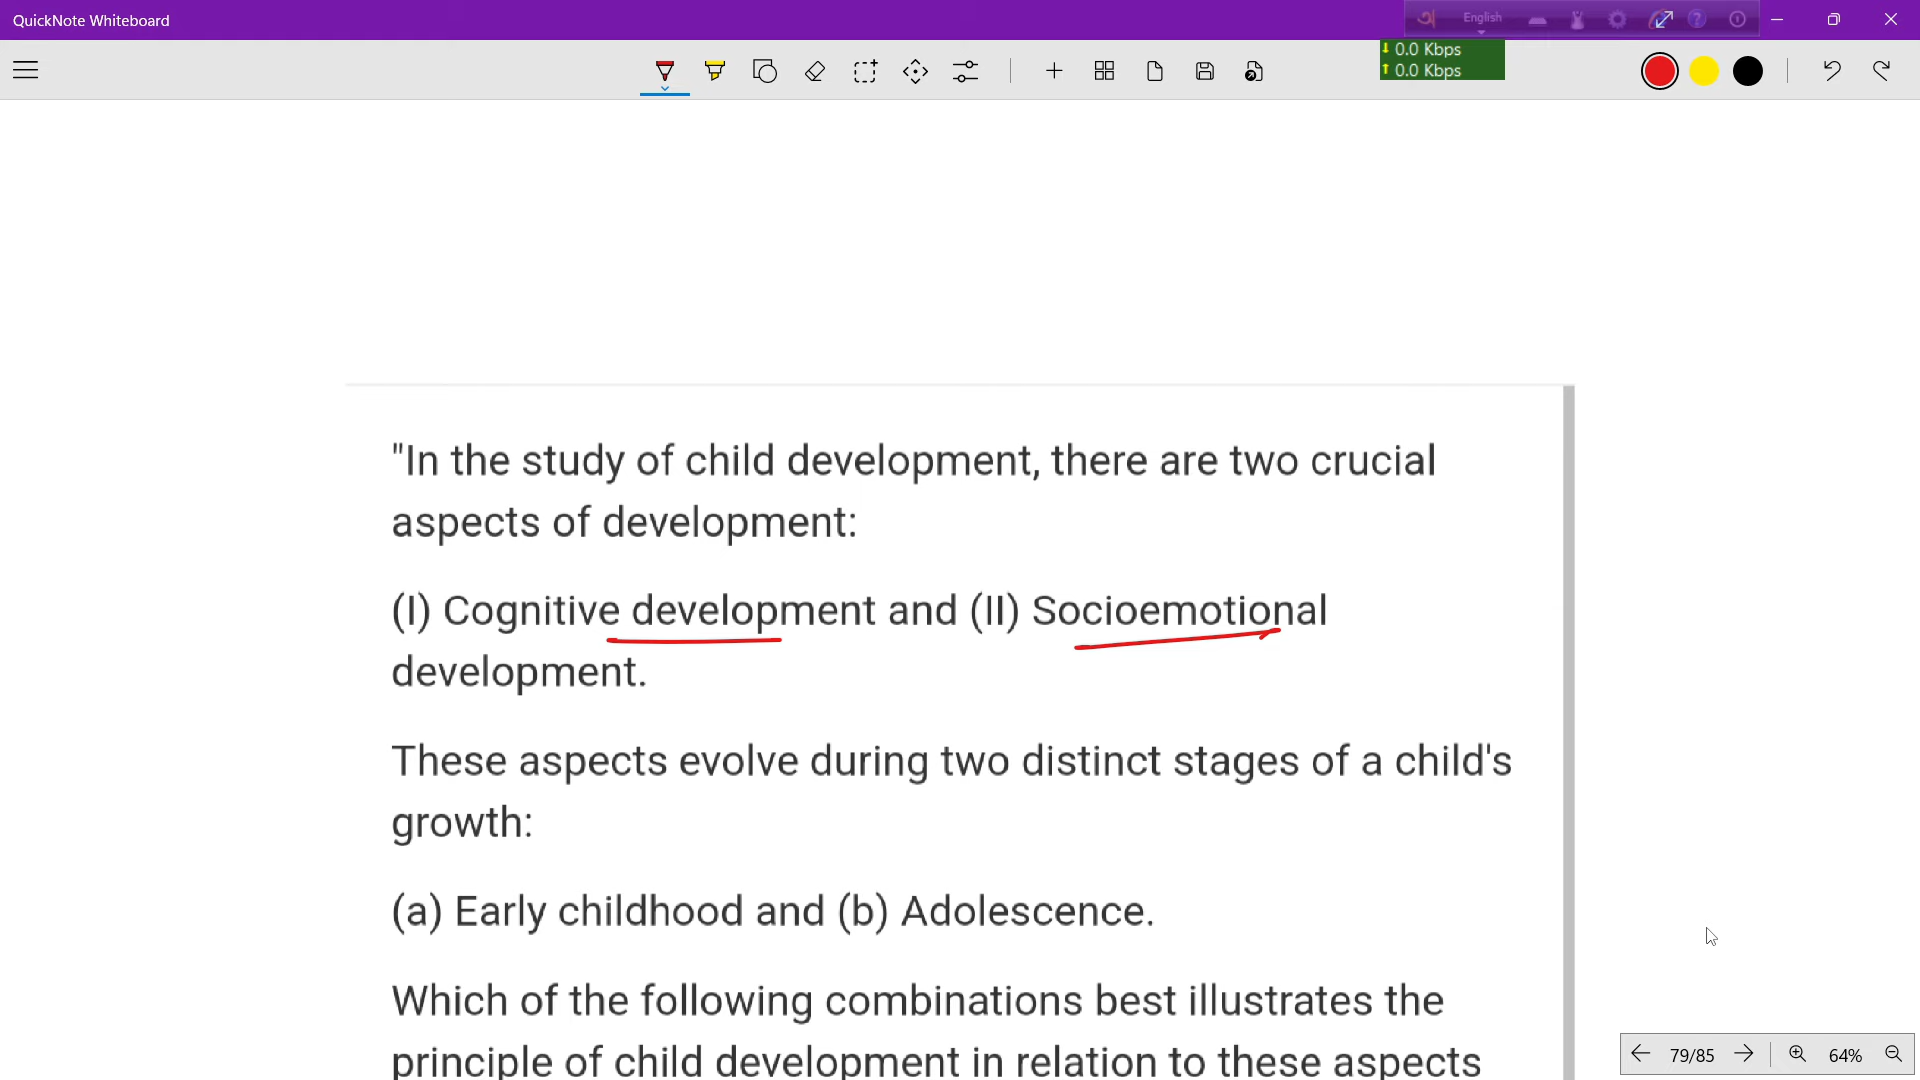 QuickNote Whiteboard
English
0.0 Kbps
0.0 Kbps
"In the study of child development, there are two crucial
aspects of development:
(I) Cognitive development and (II) Socioemotional
development.
These aspects evolve during two distinct stages of a child's
growth:
(a) Early childhood and (b) Adolescence.
Which of the following combinations best illustrates the
principle of child development in relation to these aspects
79/85
64%